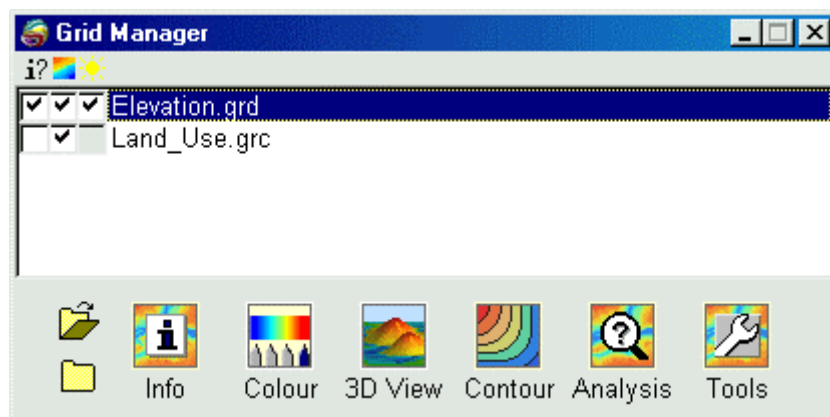 Grid Manager
i?
Elevation.grd
Land_Use.grc
Info Colour 3D View Contour Analysis Tools